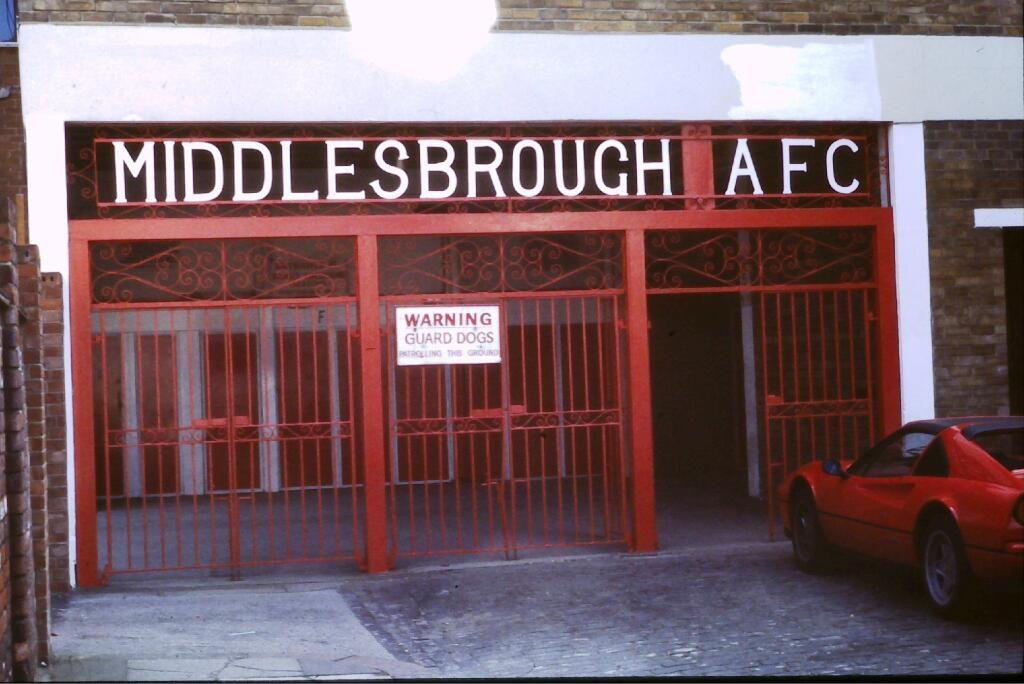 MIDDLESBROUGH AFC
F
WARNING
GUARD DOGS
PATROLLING THIS GROUND